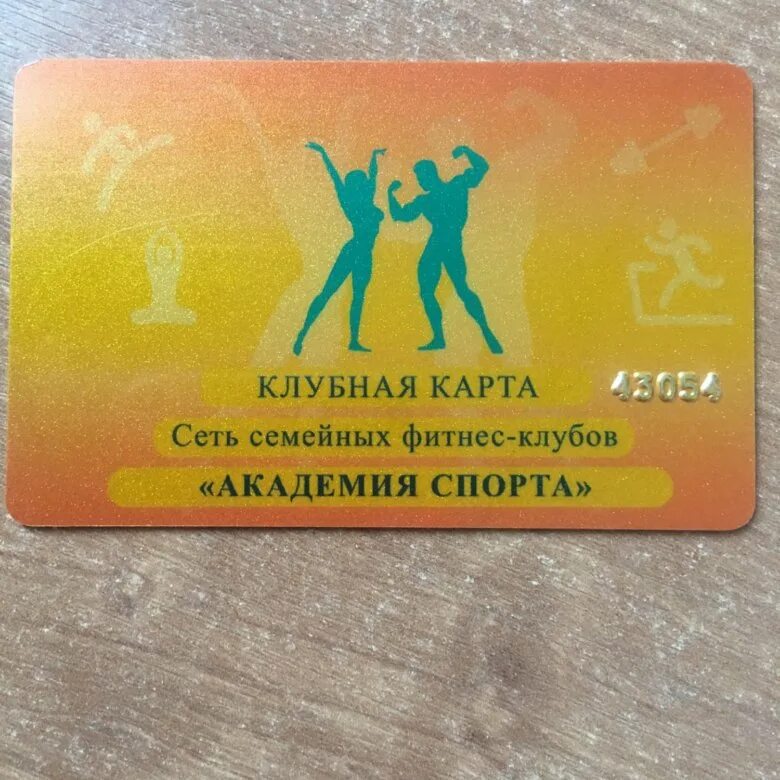 КЛУБНАЯ КАРТА 43054
Сеть семейных фитнес-клубов
«АКАДЕМИЯ СПОРТА»